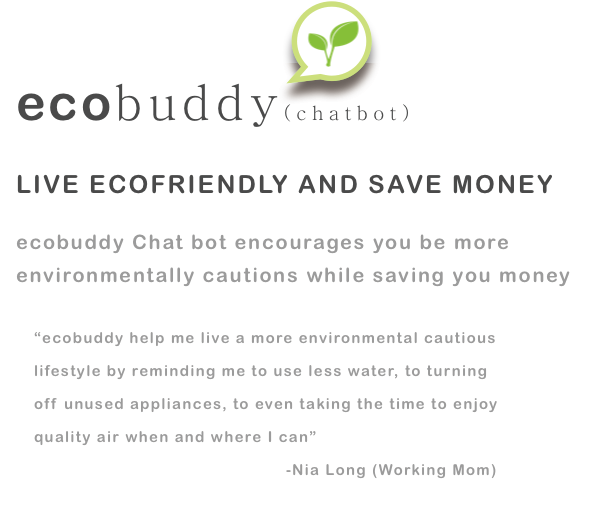 ecobuddy(chatbot)
LIVE ECOFRIENDLY AND SAVE MONEY
ecobuddy Chat bot encourages you be more
environmentally cautions while saving you money
“ecobuddy help me live a more environmental cautious
lifestyle by reminding me to use less water, to turning
off unused appliances, to even taking the time to enjoy
quality air when and where I can”
-Nia Long (Working Mom)